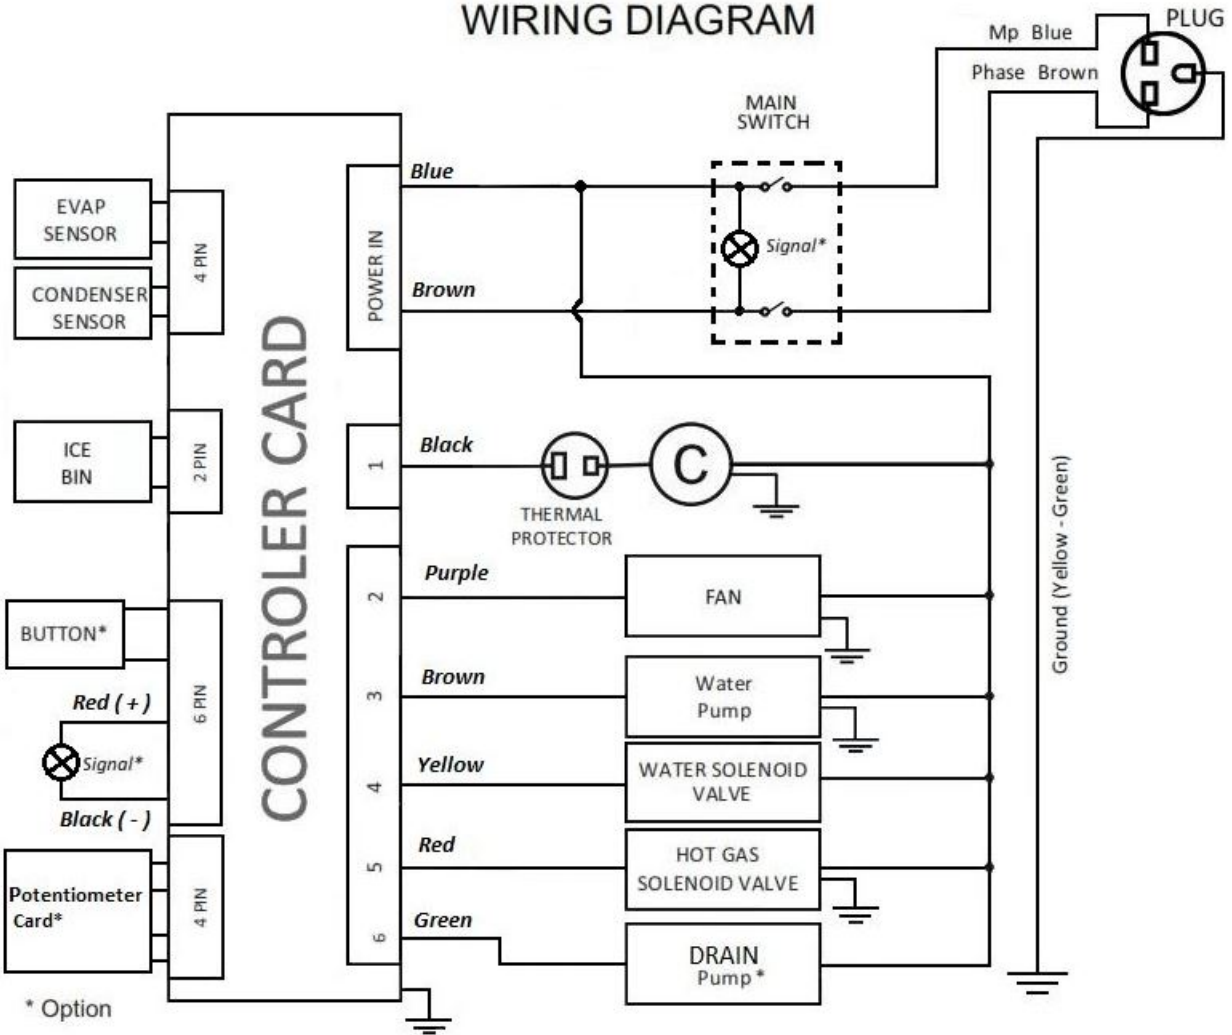 WIRING DIAGRAM
PLUG
Mp Blue
Phase Brown
MAIN
SWITCH
Blue
Signal*
Brown
POWER IN
EVAP
SENSOR
CONDENSER
SENSOR
4 PIN
CONTROLER CARD
ICE
BIN
2 PIN
1
Black
C
THERMAL
PROTECTOR
Ground (Yellow - Green)
2
Purple
FAN
BUTTON*
6 PIN
Red ( + )
Signal*
Black ( - )
3
Brown
Water
Pump
4
Yellow
WATER SOLENOID
VALVE
5
Red
HOT GAS
SOLENOID VALVE
Potentiometer
Card*
4 PIN
6
Green
DRAIN
Pump *
* Option